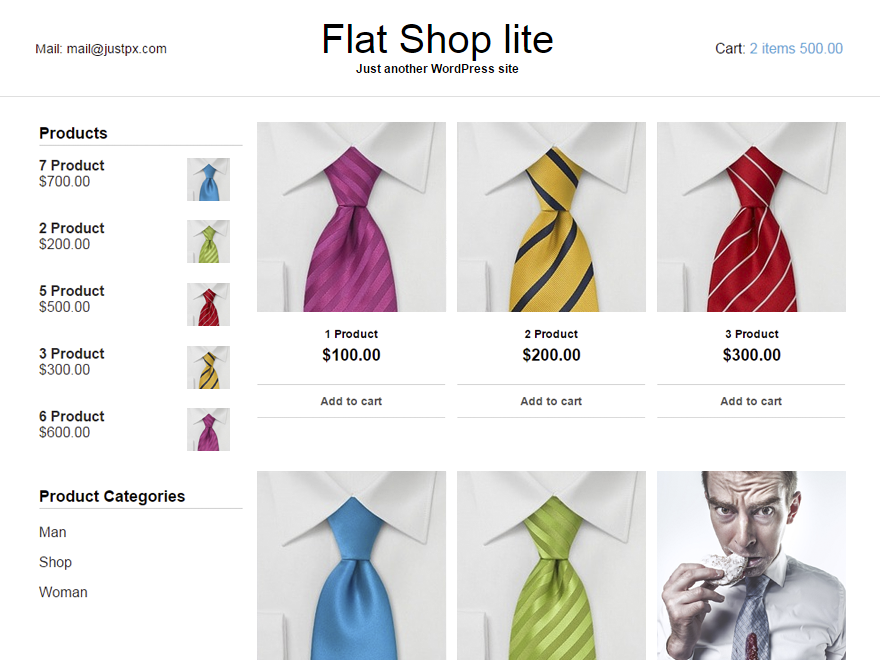 Mail: mail@justpx.com
Flat Shop lite
Just another WordPress site
Cart: 2 items 500.00
Products
7 Product
$700.00
2 Product
$200.00
5 Product
$500.00
3 Product
$300.00
6 Product
$600.00
Product Categories
Man
Shop
Woman
1 Product
$100.00
Add to cart
2 Product
$200.00
Add to cart
3 Product
$300.00
Add to cart